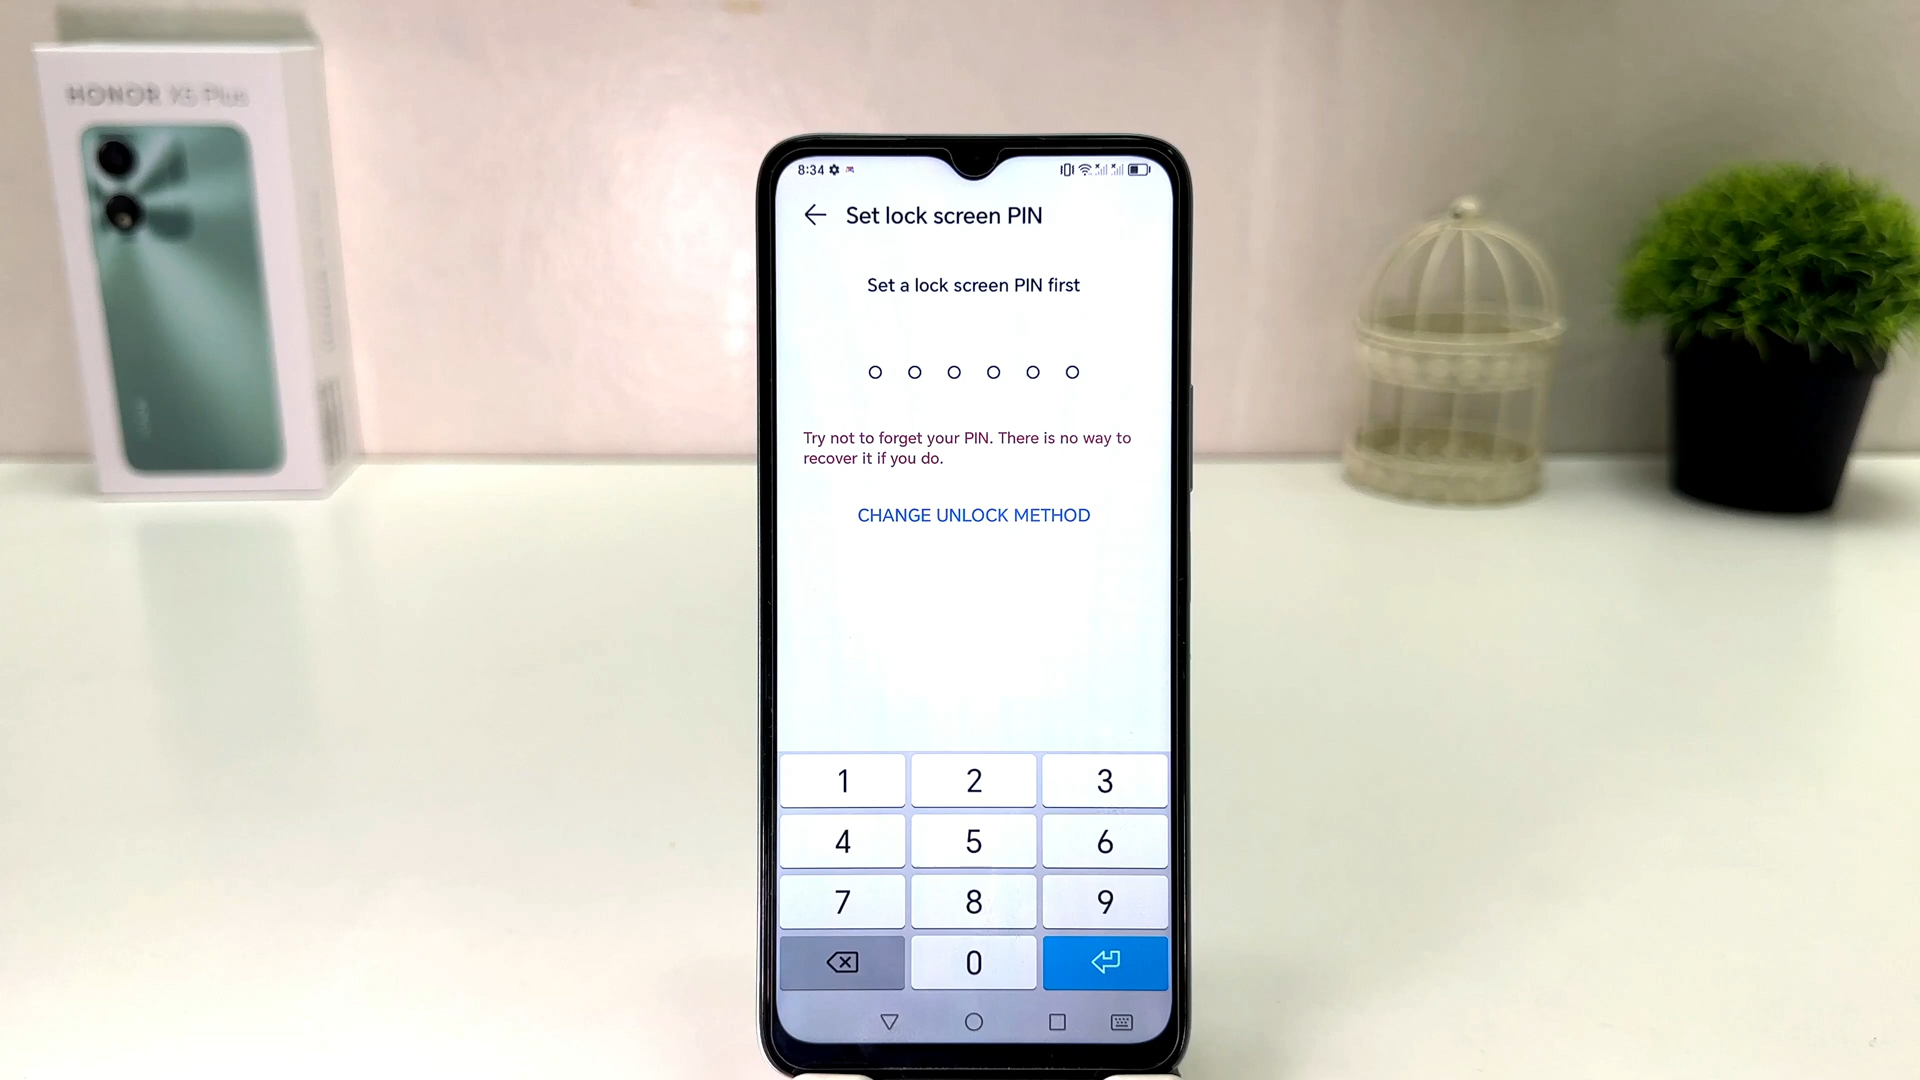 HONOR X5 Plus
8:34
Set lock screen PIN
Set a lock screen PIN first
Try not to forget your PIN. There is no way to
recover it if you do.
CHANGE UNLOCK METHOD
1 2 3
4 5 6
7 8 9
0